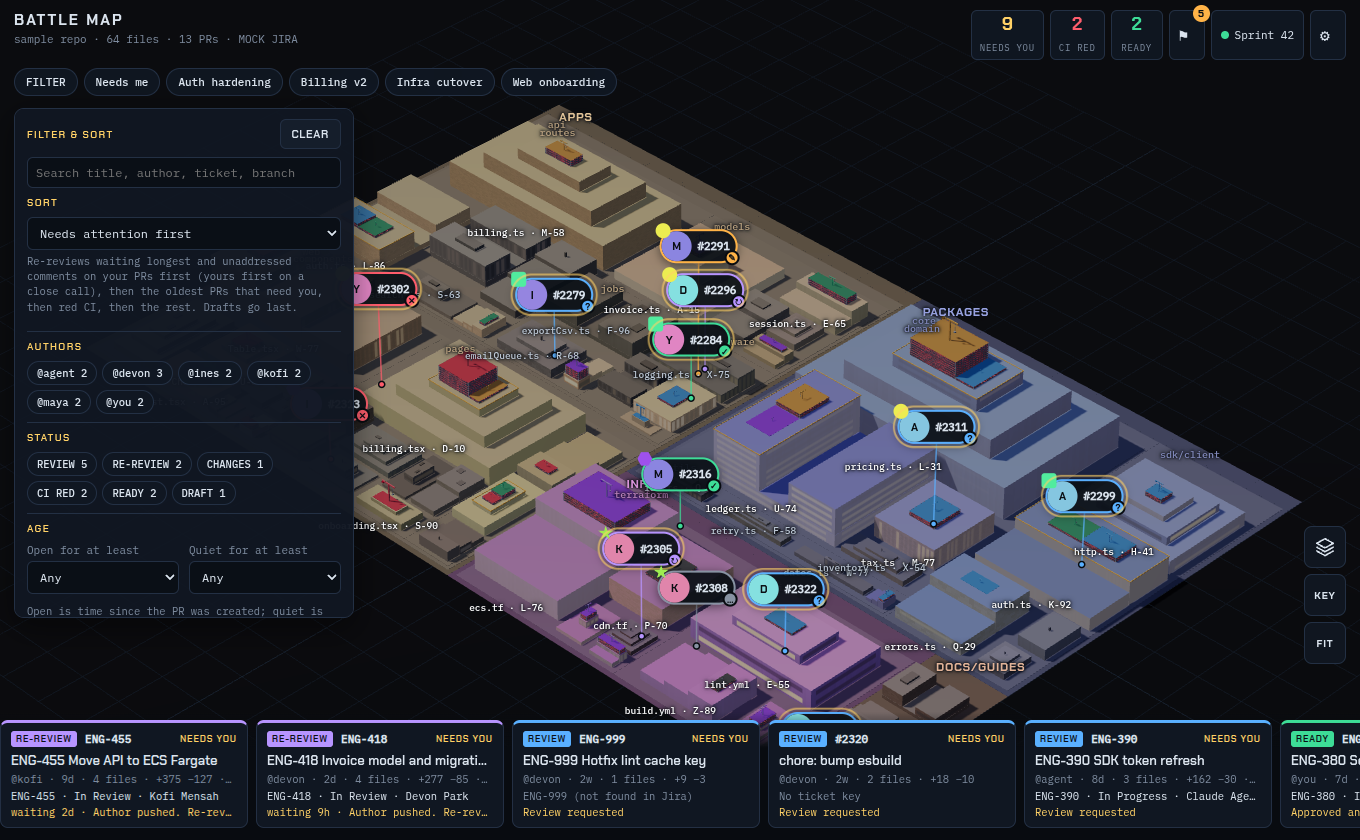 BATTLE MAP
sample repo · 64 files · 13 PRs · MOCK JIRA
9
NEEDS YOU
2
CI RED
2
READY
5
Sprint 42
FILTER
Needs me
Auth hardening
Billing v2
Infra cutover
Web onboarding
FILTER & SORT
CLEAR
Search title, author, ticket, branch
SORT
Needs attention first
Re-reviews waiting longest and unaddressed
comments on your PRs first (yours first on a
close call), then the oldest PRs that need you,
then red CI, then the rest. Drafts go last.
AUTHORS
@agent 2
@devon 3
@ines 2
@kofi 2
@maya 2
@you 2
STATUS
REVIEW 5
RE-REVIEW 2
CHANGES 1
CI RED 2
READY 2
DRAFT 1
AGE
Open for at least
Quiet for at least
Any
Any
Open is time since the PR was created; quiet is
APPS
api
routes
models
billing.ts · M-58
M #2291
L-86
Y #2302
· S-63
I #2279
jobs
D #2296
invoice.ts · A-15
session.ts · E-65
exportCsv.ts · F-96
Y #2284
ware
pages
emailQueue.ts · R-68
logging.ts · X-75
PACKAGES
core
domain
A #2311
billing.tsx · D-10
pricing.ts · L-31
sdk/client
M #2316
terraform
A #2299
ledger.ts · U-74
onboarding.tsx · S-90
retry.ts · F-58
K #2305
http.ts · H-41
tax.ts · M-77
inventory.ts · X-54
K #2308
D #2322
ecs.tf · L-76
auth.ts · K-92
cdn.tf · P-70
errors.ts · Q-29
DOCS/GUIDES
lint.yml · E-55
build.yml · Z-89
KEY
FIT
RE-REVIEW ENG-455 NEEDS YOU
ENG-455 Move API to ECS Fargate
@kofi · 9d · 4 files · +375 -127 ·…
ENG-455 · In Review · Kofi Mensah
waiting 2d · Author pushed. Re-rev…
RE-REVIEW ENG-418 NEEDS YOU
ENG-418 Invoice model and migrati…
@devon · 2d · 4 files · +277 -85 ·…
ENG-418 · In Review · Devon Park
waiting 9h · Author pushed. Re-rev…
REVIEW ENG-999 NEEDS YOU
ENG-999 Hotfix lint cache key
@devon · 2w · 1 files · +9 -3
ENG-999 (not found in Jira)
Review requested
REVIEW #2320 NEEDS YOU
chore: bump esbuild
@devon · 2w · 2 files · +18 -10
No ticket key
Review requested
REVIEW ENG-390 NEEDS YOU
ENG-390 SDK token refresh
@agent · 8d · 3 files · +162 -30 ·…
ENG-390 · In Progress · Claude Age…
Review requested
READY
ENG-380 Se
@you · 7d ·
ENG-380 · I
Approved an